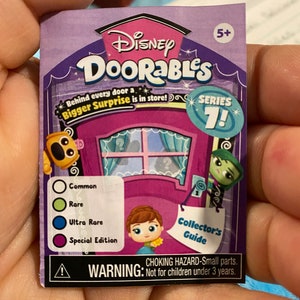 Disney
5+
DOORABLES
Behind every door a
Bigger Surprise is in store!
SERIES
7!
Common
Rare
Ultra Rare
Special Edition
Collector's
Guide
WARNING: CHOKING HAZARD-Small parts.
Not for children under 3 years.